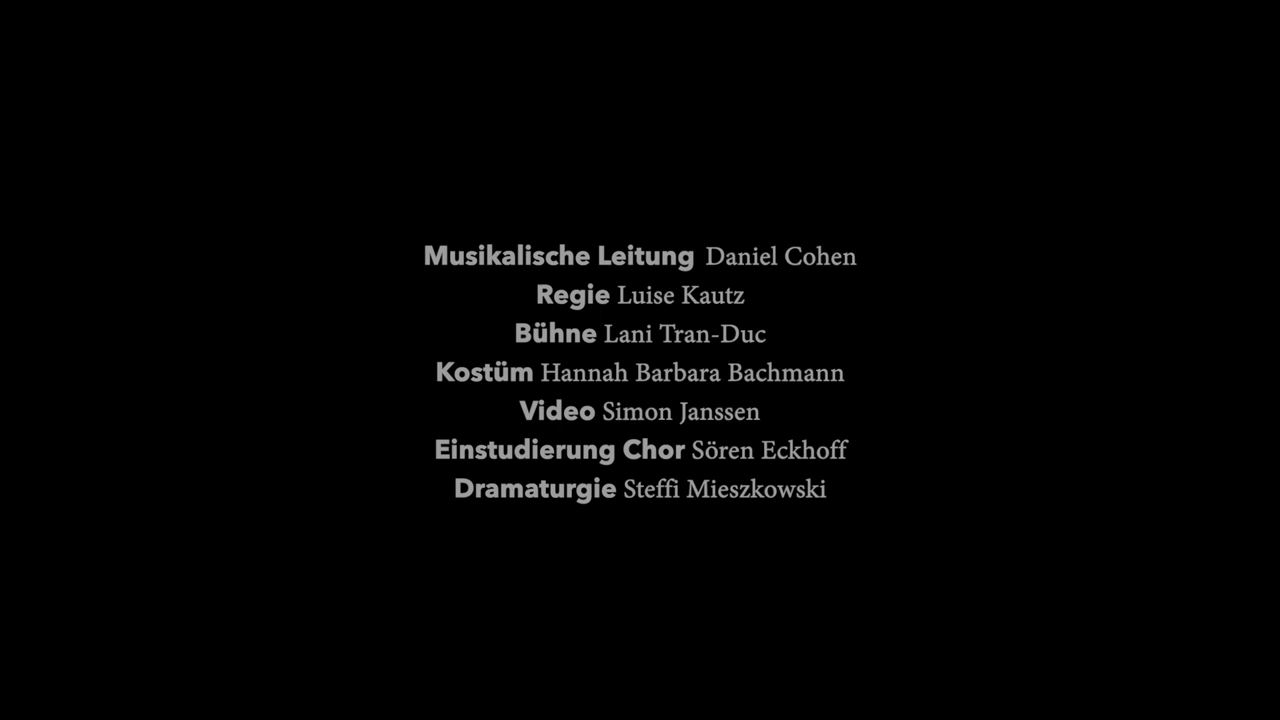 Musikalische Leitung Daniel Cohen
Regie Luise Kautz
Bühne Lani Tran-Duc
Kostüm Hannah Barbara Bachmann
Video Simon Janssen
Einstudierung Chor Sören Eckhoff
Dramaturgie Steffi Mieszkowski